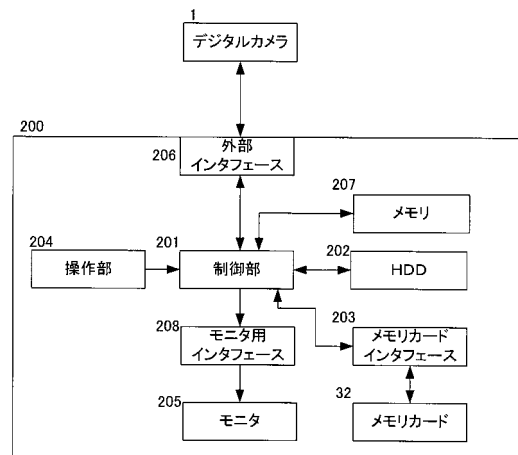 1
デジタルカメラ
200
206
外部
インタフェース
207
メモリ
204
操作部
201
制御部
202
HDD
208
モニタ用
インタフェース
203
メモリカード
インタフェース
205
モニタ
32
メモリカード